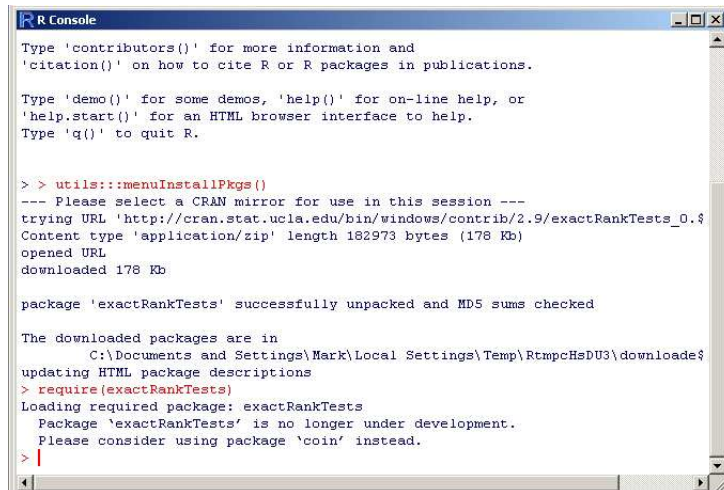 R Console
Type 'contributors()' for more information and
'citation()' on how to cite R or R packages in publications.
Type 'demo()' for some demos, 'help()' for on-line help, or
'help.start()' for an HTML browser interface to help.
Type 'q()' to quit R.
> > utils:::menuInstallPkgs()
--- Please select a CRAN mirror for use in this session ---
trying URL 'http://cran.stat.ucla.edu/bin/windows/contrib/2.9/exactRankTests_0.$
Content type 'application/zip' length 182973 bytes (178 Kb)
opened URL
downloaded 178 Kb
package 'exactRankTests' successfully unpacked and MD5 sums checked
The downloaded packages are in
C:\Documents and Settings\Mark\Local Settings\Temp\RtmpcHsDU3\downloade$
updating HTML package descriptions
> require(exactRankTests)
Loading required package: exactRankTests
Package ‘exactRankTests’ is no longer under development.
Please consider using package ‘coin’ instead.
>